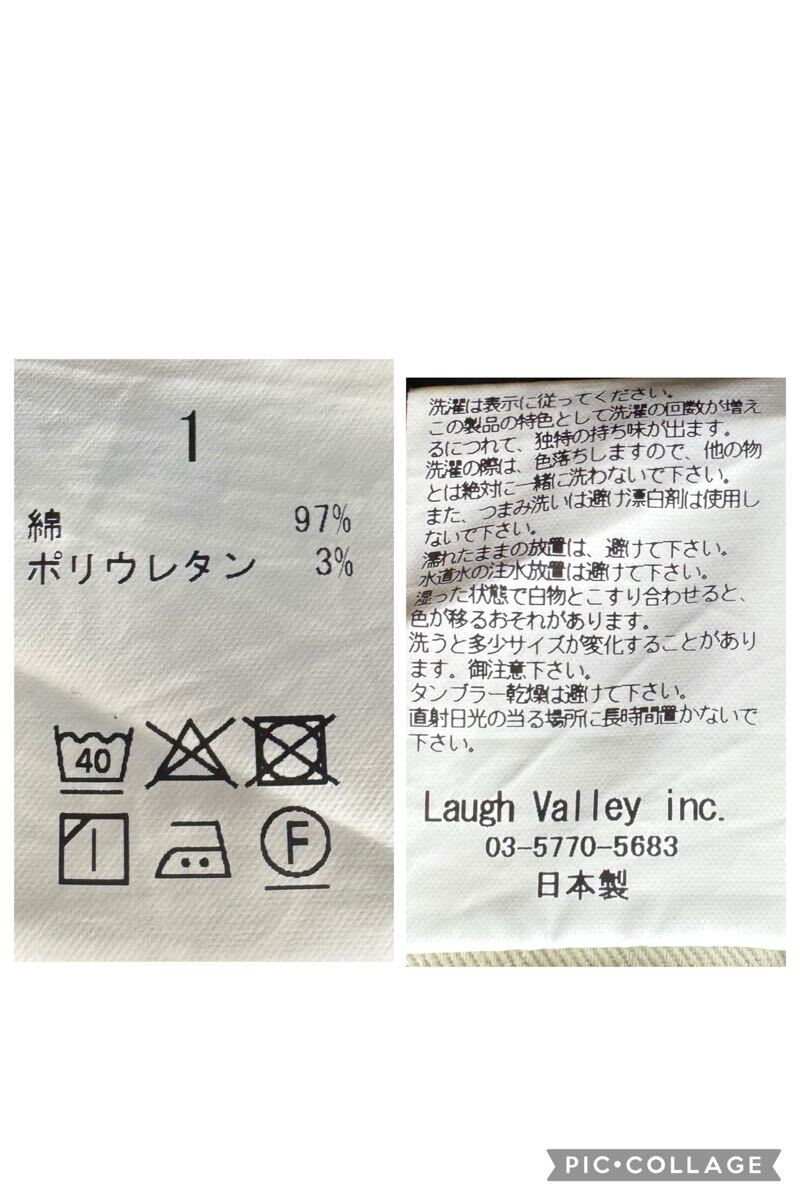 1
綿 97%
ポリウレタン 3%
40
F
洗濯は表示に従ってください。
この製品の特色として洗濯の回数が増え
るにつれて、独特の持ち味が出ます。
洗濯の際は、色落ちしますので、他の物
とは絶対に一緒に洗わないで下さい。
また、つまみ洗いは避け漂白剤は使用し
ないで下さい。
濡れたままの放置は、避けて下さい。
水道水の注水放置は避けて下さい。
湿った状態で白物とこすり合わせると、
色が移るおそれがあります。
洗うと多少サイズが変化することがあり
ます。御注意下さい。
タンブラー乾燥は避けて下さい。
直射日光の当る場所に長時間置かないで
下さい。
Laugh Valley inc.
03-5770-5683
日本製
PIC•COLLAGE